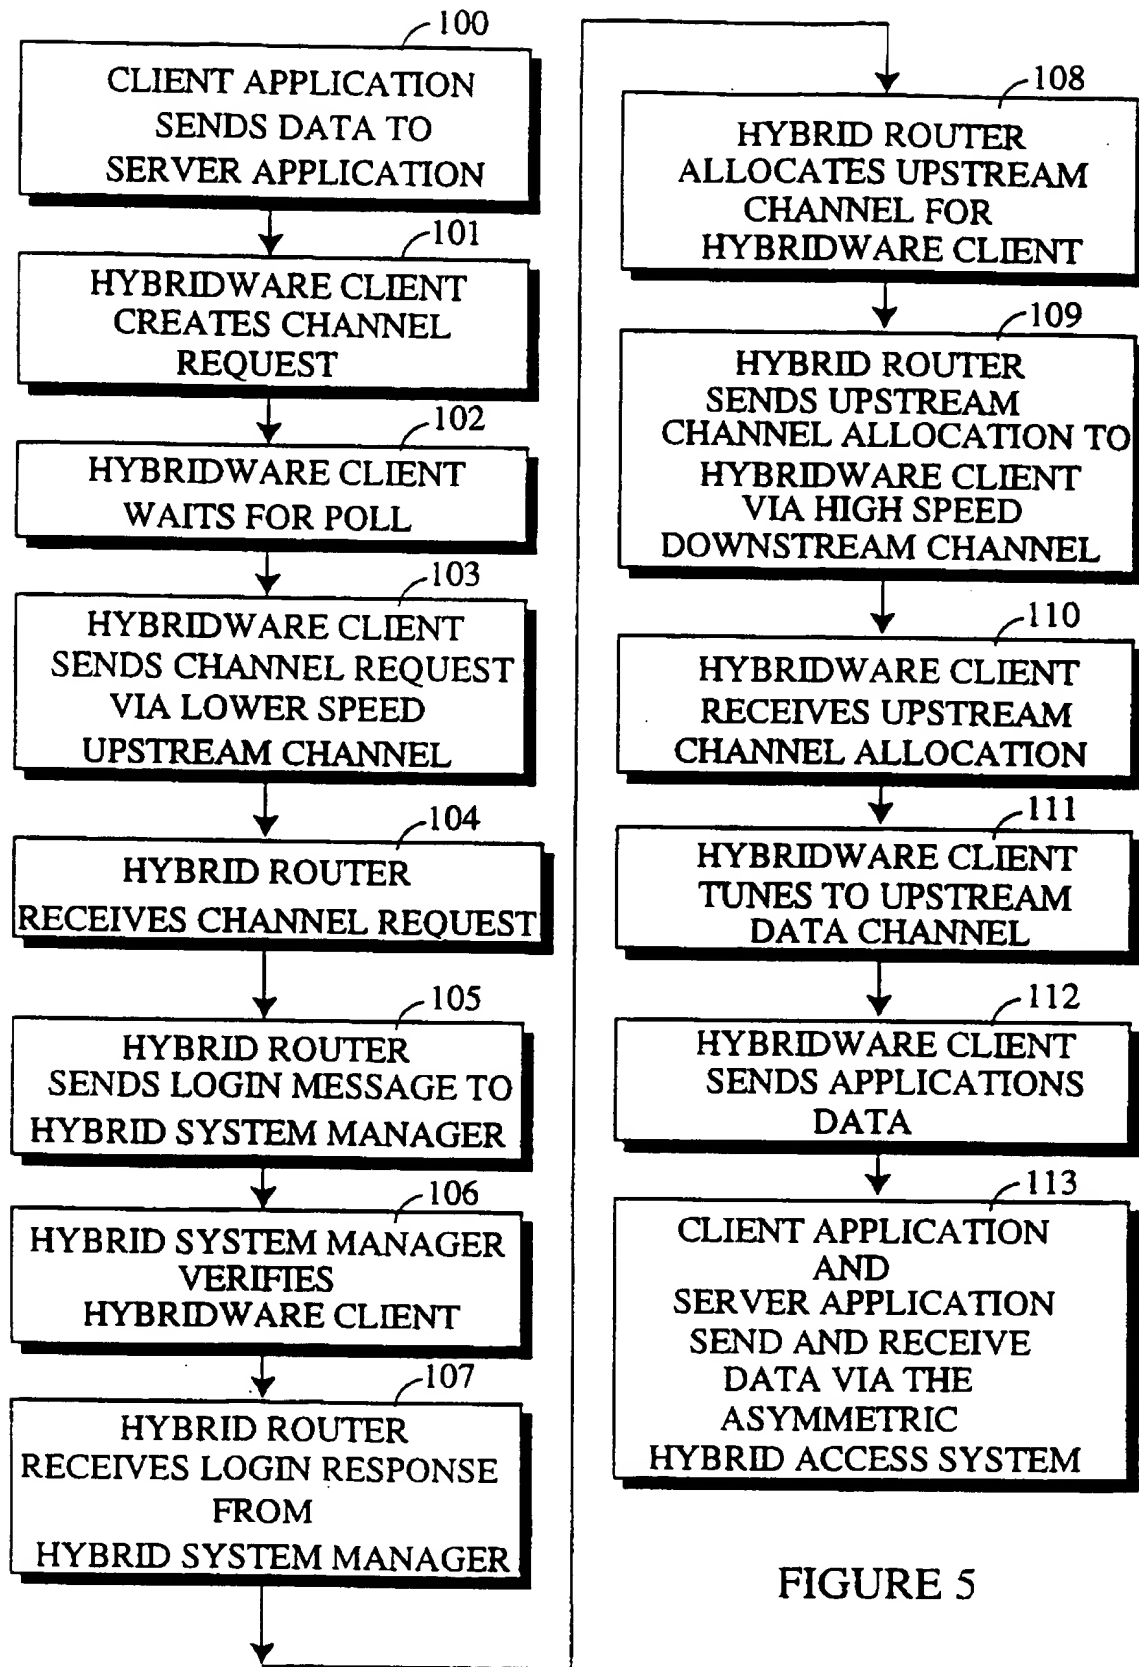 100
CLIENT APPLICATION
SENDS DATA TO
SERVER APPLICATION
101
HYBRIDWARE CLIENT
CREATES CHANNEL
REQUEST
102
HYBRIDWARE CLIENT
WAITS FOR POLL
103
HYBRIDWARE CLIENT
SENDS CHANNEL REQUEST
VIA LOWER SPEED
UPSTREAM CHANNEL
104
HYBRID ROUTER
RECEIVES CHANNEL REQUEST
105
HYBRID ROUTER
SENDS LOGIN MESSAGE TO
HYBRID SYSTEM MANAGER
106
HYBRID SYSTEM MANAGER
VERIFIES
HYBRIDWARE CLIENT
107
HYBRID ROUTER
RECEIVES LOGIN RESPONSE
FROM
HYBRID SYSTEM MANAGER
108
HYBRID ROUTER
ALLOCATES UPSTREAM
CHANNEL FOR
HYBRIDWARE CLIENT
109
HYBRID ROUTER
SENDS UPSTREAM
CHANNEL ALLOCATION TO
HYBRIDWARE CLIENT
VIA HIGH SPEED
DOWNSTREAM CHANNEL
110
HYBRIDWARE CLIENT
RECEIVES UPSTREAM
CHANNEL ALLOCATION
111
HYBRIDWARE CLIENT
TUNES TO UPSTREAM
DATA CHANNEL
112
HYBRIDWARE CLIENT
SENDS APPLICATIONS
DATA
113
CLIENT APPLICATION
AND
SERVER APPLICATION
SEND AND RECEIVE
DATA VIA THE
ASYMMETRIC
HYBRID ACCESS SYSTEM
FIGURE 5